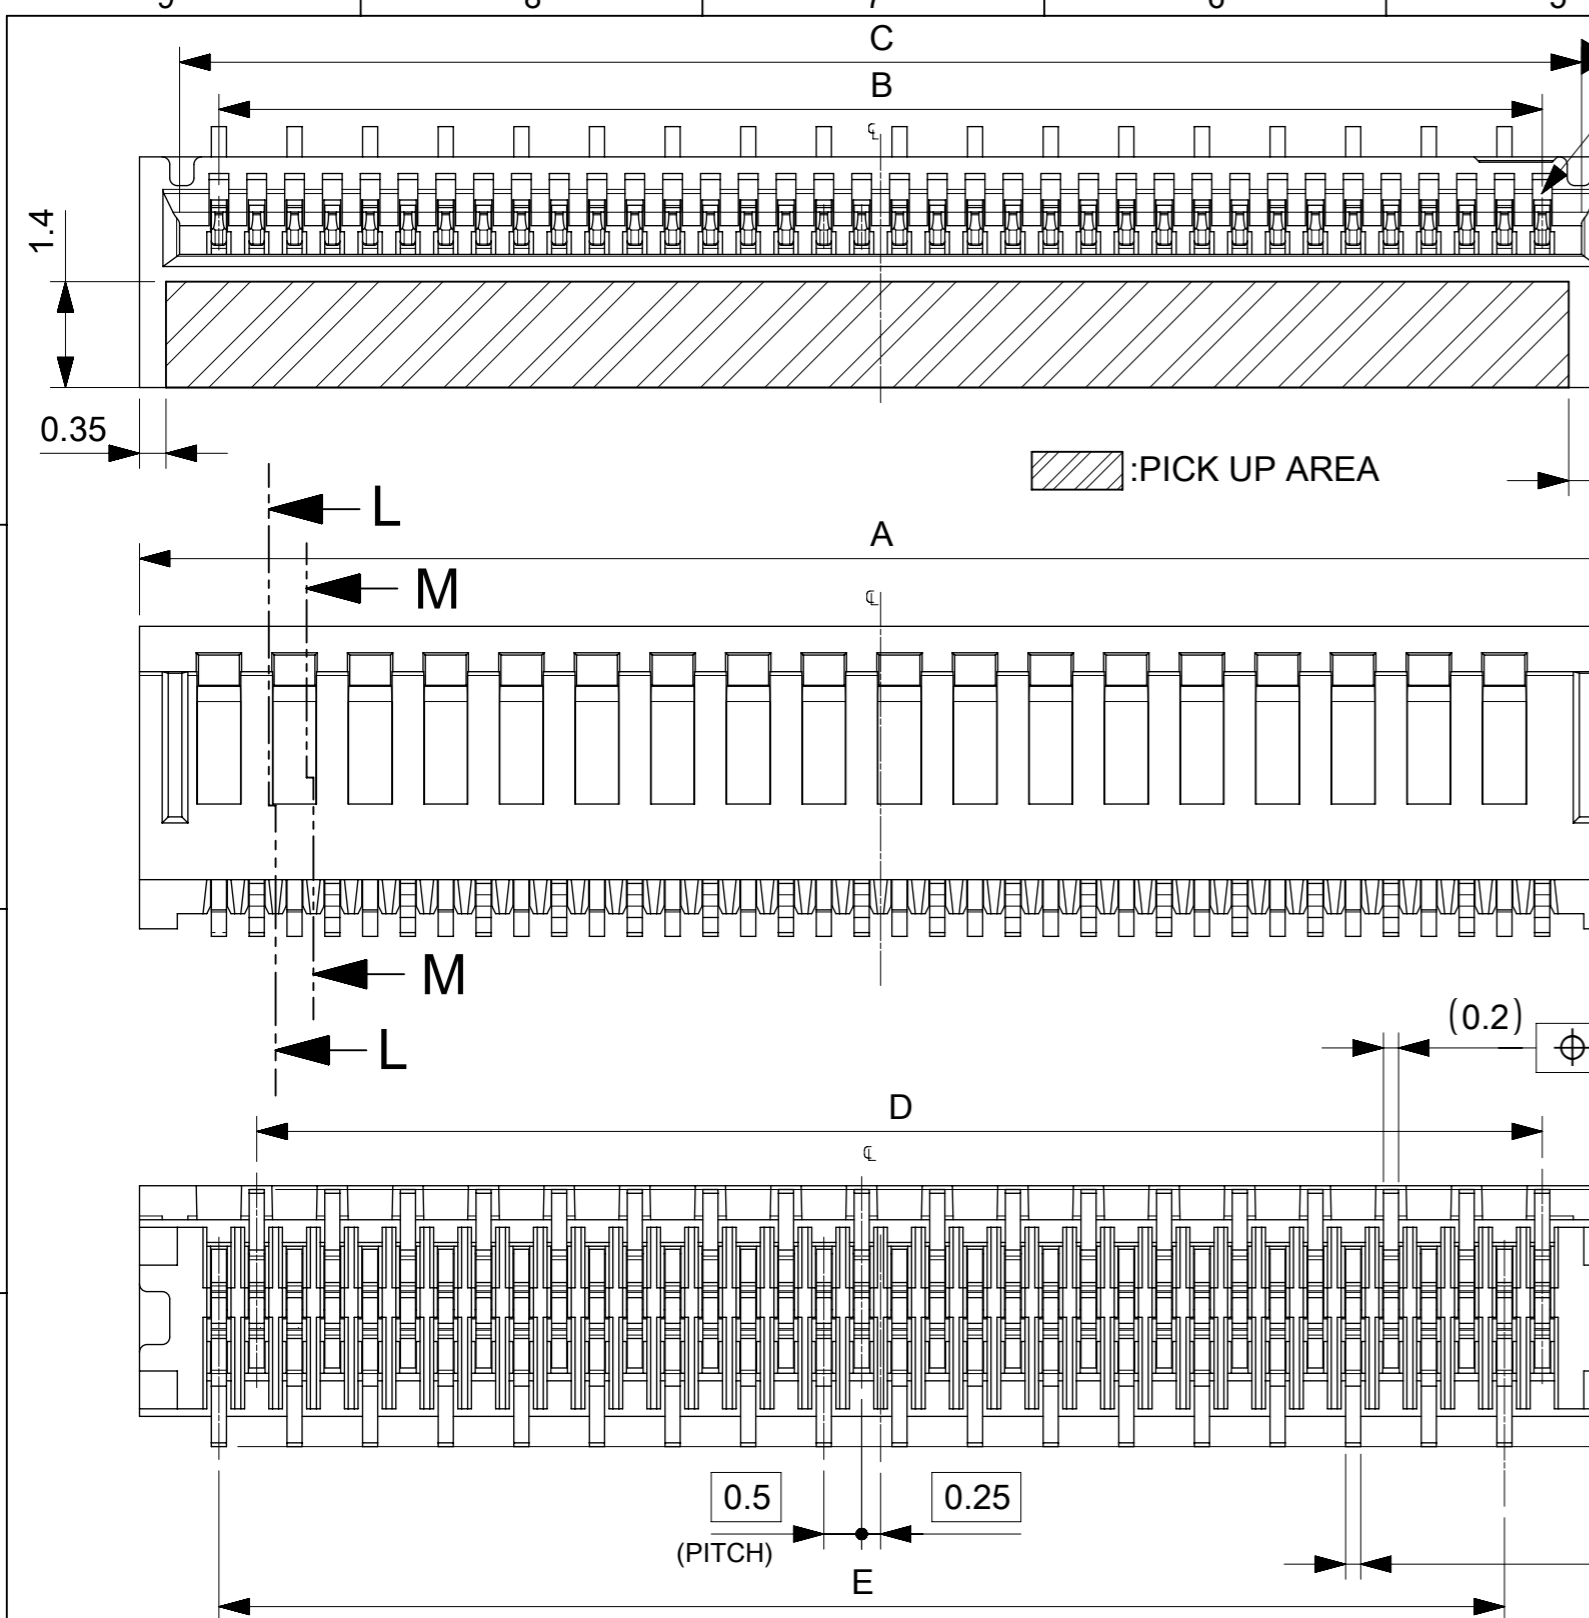 C
B
℄
1.4
0.35
:PICK UP AREA
L
A
M
℄
M
(0.2)
L
D
℄
0.5
0.25
(PITCH)
E